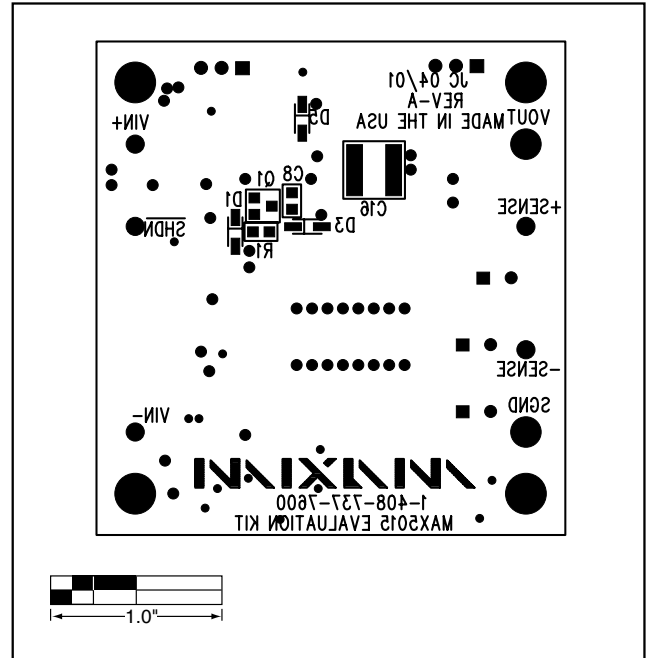 JC 04/01
REV-A
MADE IN THE USA
VOUT
VIN+
D5
C8
Q1
D1
C16
+SENSE
SHDN
D3
R1
-SENSE
SGND
VIN-
MAXIM
1-408-737-7600
MAX5015 EVALUATION KIT
1.0"